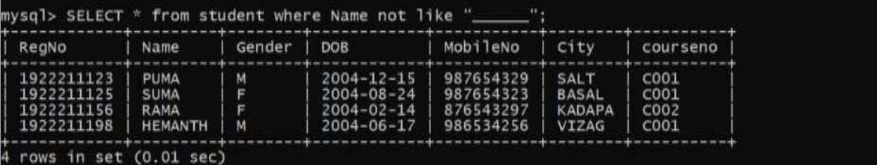 mysql> SELECT * from student where Name not like "______";
+------------+---------+--------+------------+-----------+--------+----------+
| RegNo | Name | Gender | DOB | MobileNo | City | courseno |
+------------+---------+--------+------------+-----------+--------+----------+
| 1922211123 | PUMA | M | 2004-12-15 | 987654329 | SALT | C001 |
| 1922211125 | SUMA | F | 2004-08-24 | 987654323 | BASAL | C001 |
| 1922211156 | RAMA | F | 2004-02-14 | 876543297 | KADAPA | C002 |
| 1922211198 | HEMANTH | M | 2004-06-17 | 986534256 | VIZAG | C001 |
+------------+---------+--------+------------+-----------+--------+----------+
4 rows in set (0.01 sec)